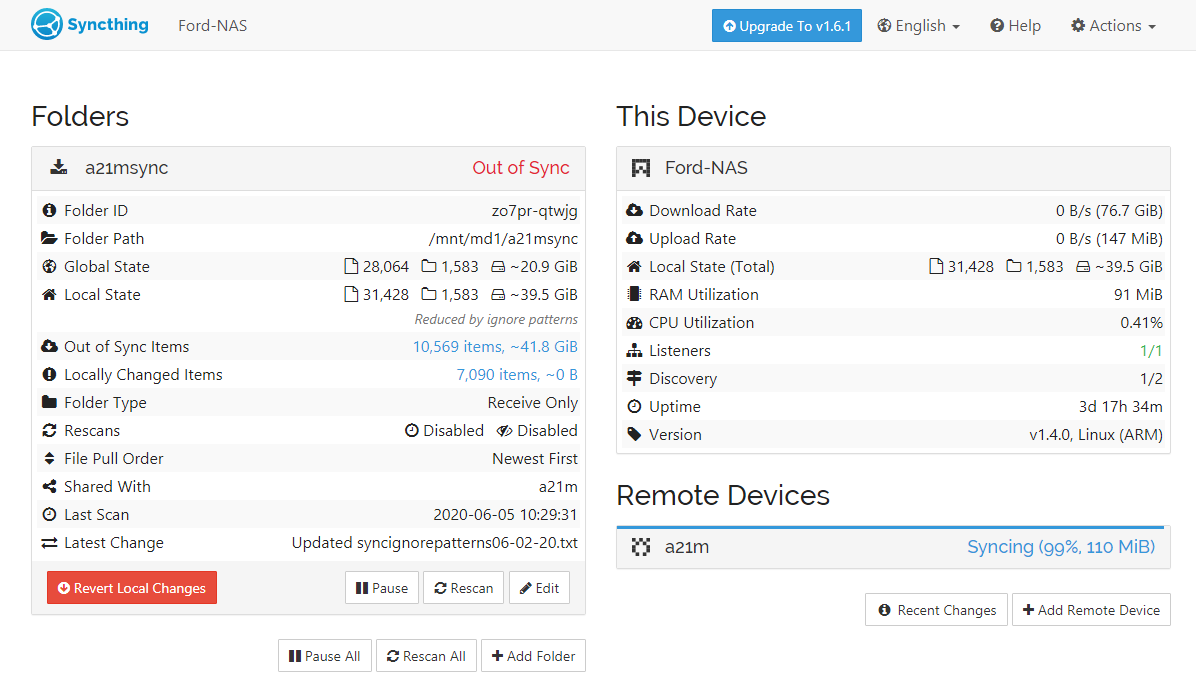 Syncthing Ford-NAS Upgrade To v1.6.1 English Help Actions
Folders
a21msync Out of Sync
Folder ID zo7pr-qtwjg
Folder Path /mnt/md1/a21msync
Global State 28,064 1,583 ~20.9 GiB
Local State 31,428 1,583 ~39.5 GiB
Reduced by ignore patterns
Out of Sync Items 10,569 items, ~41.8 GiB
Locally Changed Items 7,090 items, ~0 B
Folder Type Receive Only
Rescans Disabled Disabled
File Pull Order Newest First
Shared With a21m
Last Scan 2020-06-05 10:29:31
Latest Change Updated syncignorepatterns06-02-20.txt
Revert Local Changes Pause Rescan Edit
Pause All Rescan All Add Folder
This Device
Ford-NAS
Download Rate 0 B/s (76.7 GiB)
Upload Rate 0 B/s (147 MiB)
Local State (Total) 31,428 1,583 ~39.5 GiB
RAM Utilization 91 MiB
CPU Utilization 0.41%
Listeners 1/1
Discovery 1/2
Uptime 3d 17h 34m
Version v1.4.0, Linux (ARM)
Remote Devices
a21m Syncing (99%, 110 MiB)
Recent Changes Add Remote Device